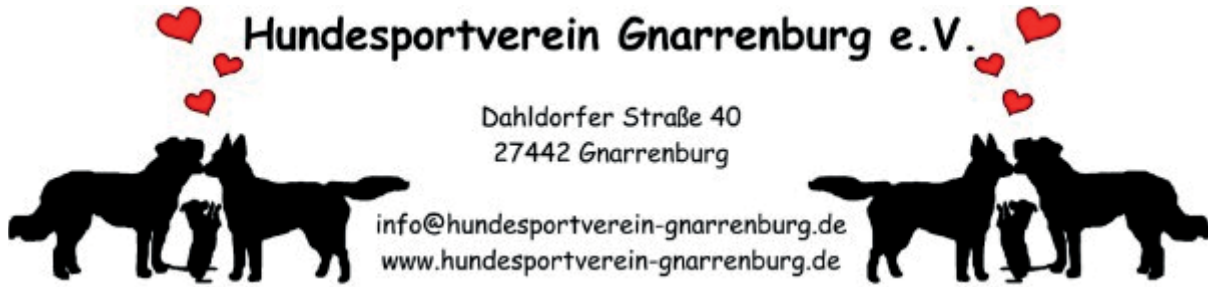 Hundesportverein Gnarrenburg e.V.
Dahldorfer Straße 40
27442 Gnarrenburg
info@hundesportverein-gnarrenburg.de
www.hundesportverein-gnarrenburg.de